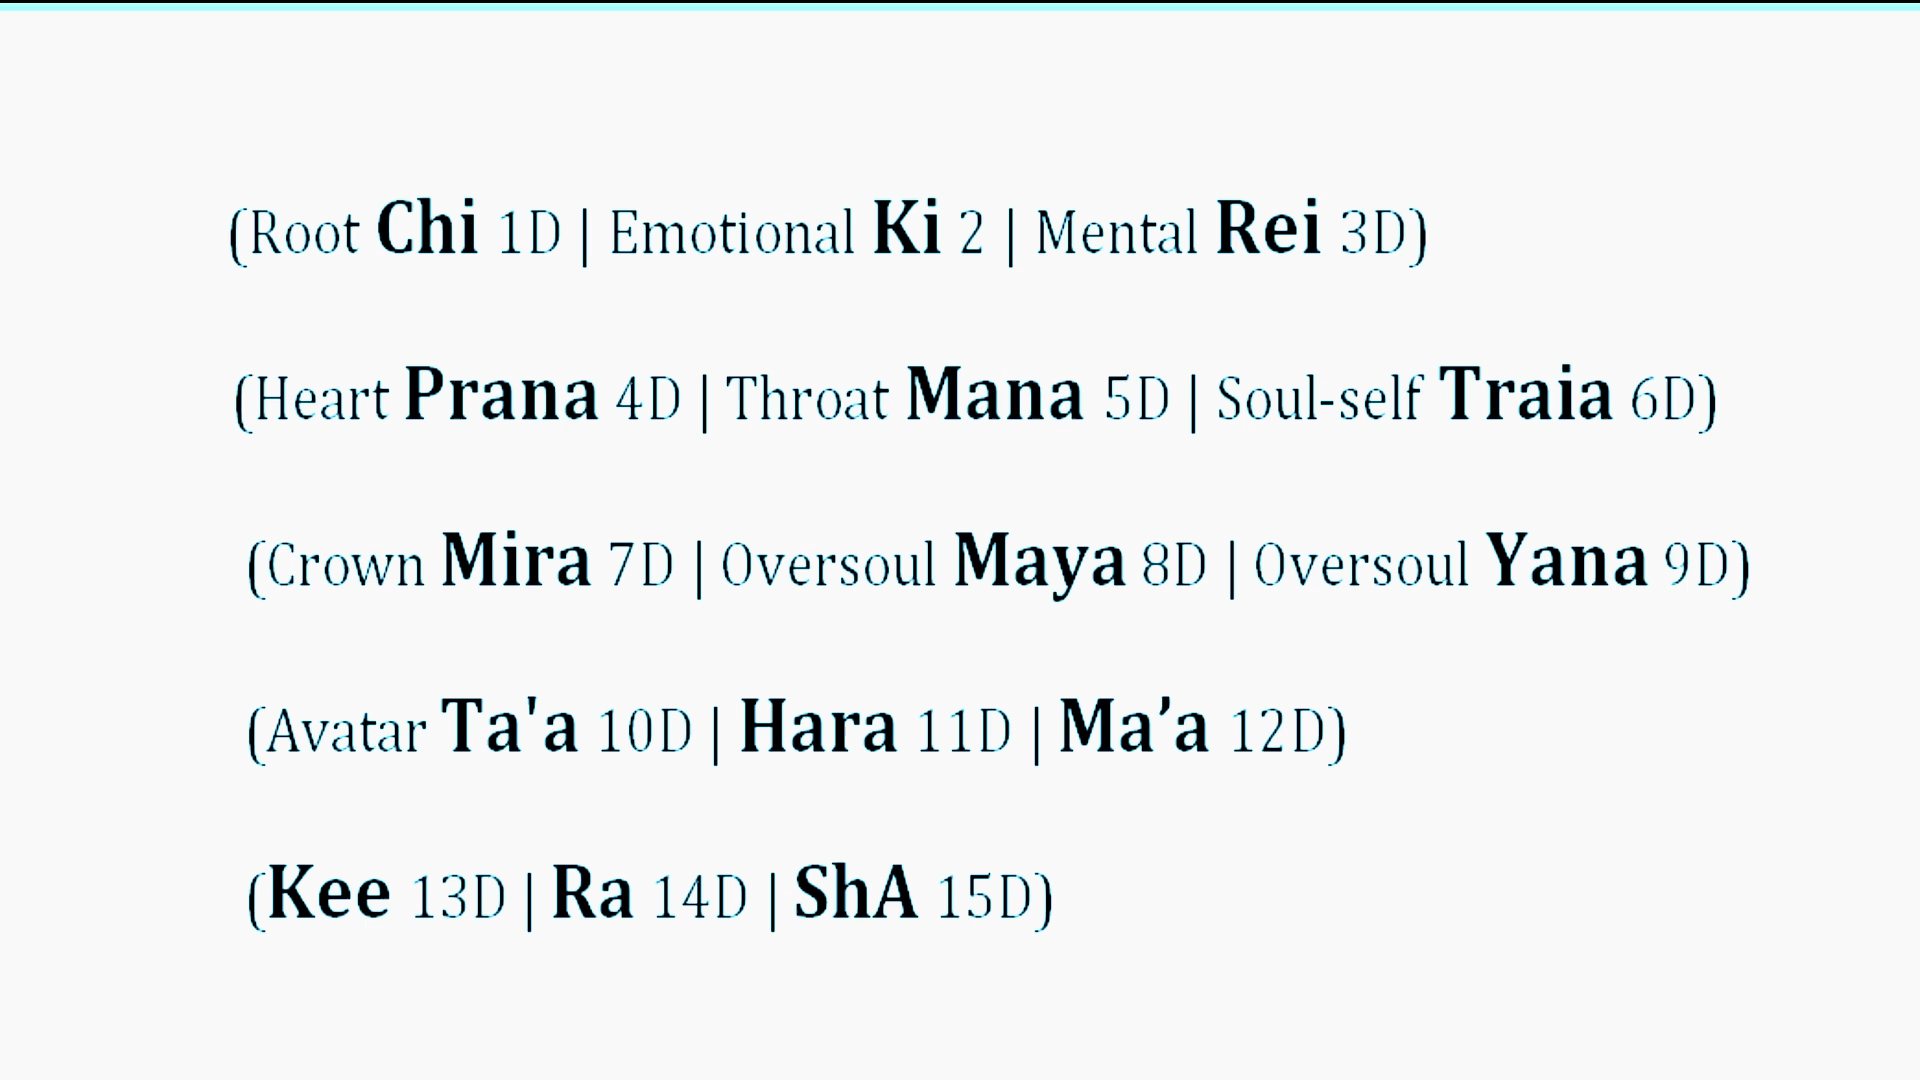 (Root Chi 1D | Emotional Ki 2 | Mental Rei 3D)
(Heart Prana 4D | Throat Mana 5D | Soul-self Traia 6D)
(Crown Mira 7D | Oversoul Maya 8D | Oversoul Yana 9D)
(Avatar Ta'a 10D | Hara 11D | Ma’a 12D)
(Kee 13D | Ra 14D | ShA 15D)